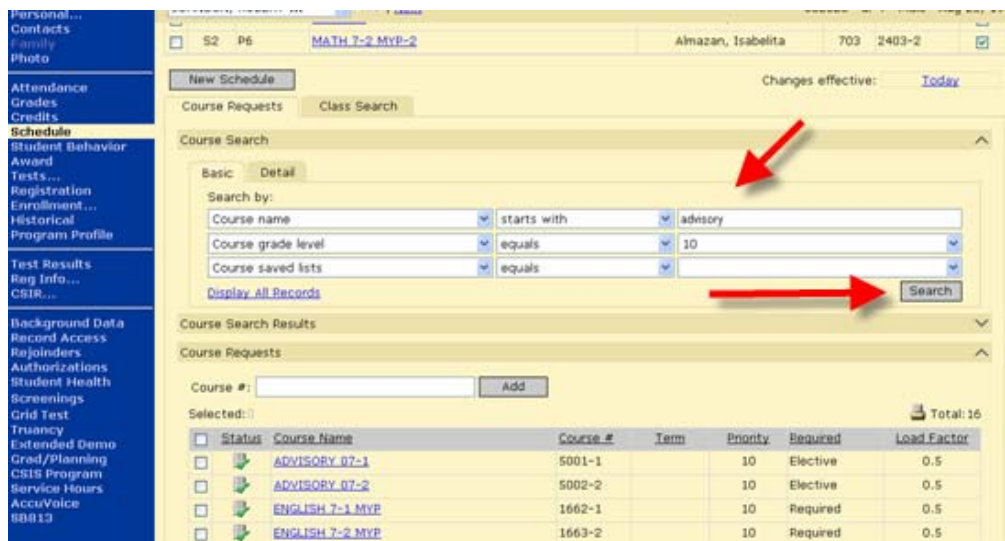 Personal...
Contacts
Family
Photo
Attendance
Grades
Credits
Schedule
Student Behavior
Award
Tests...
Registration
Enrollment...
Historical
Program Profile
Test Results
Reg Info...
CSIR...
Background Data
Record Access
Rejoinders
Authorizations
Student Health
Screenings
Grid Test
Truancy
Extended Demo
Grad/Planning
CSIS Program
Service Hours
AccuVoice
SB813
S2 P6 MATH 7-2 MYP-2 Almazan, Isabelita 703 2403-2
New Schedule Changes effective: Today
Course Requests Class Search
Course Search
Basic Detail
Search by:
Course name starts with advisory
Course grade level equals 10
Course saved lists equals
Display All Records Search
Course Search Results
Course Requests
Course #: Add
Selected: Total: 16
Status Course Name Course # Term Priority Required Load Factor
ADVISORY 07-1 5001-1 10 Elective 0.5
ADVISORY 07-2 5002-2 10 Elective 0.5
ENGLISH 7-1 MYP 1662-1 10 Required 0.5
ENGLISH 7-2 MYP 1663-2 10 Required 0.5